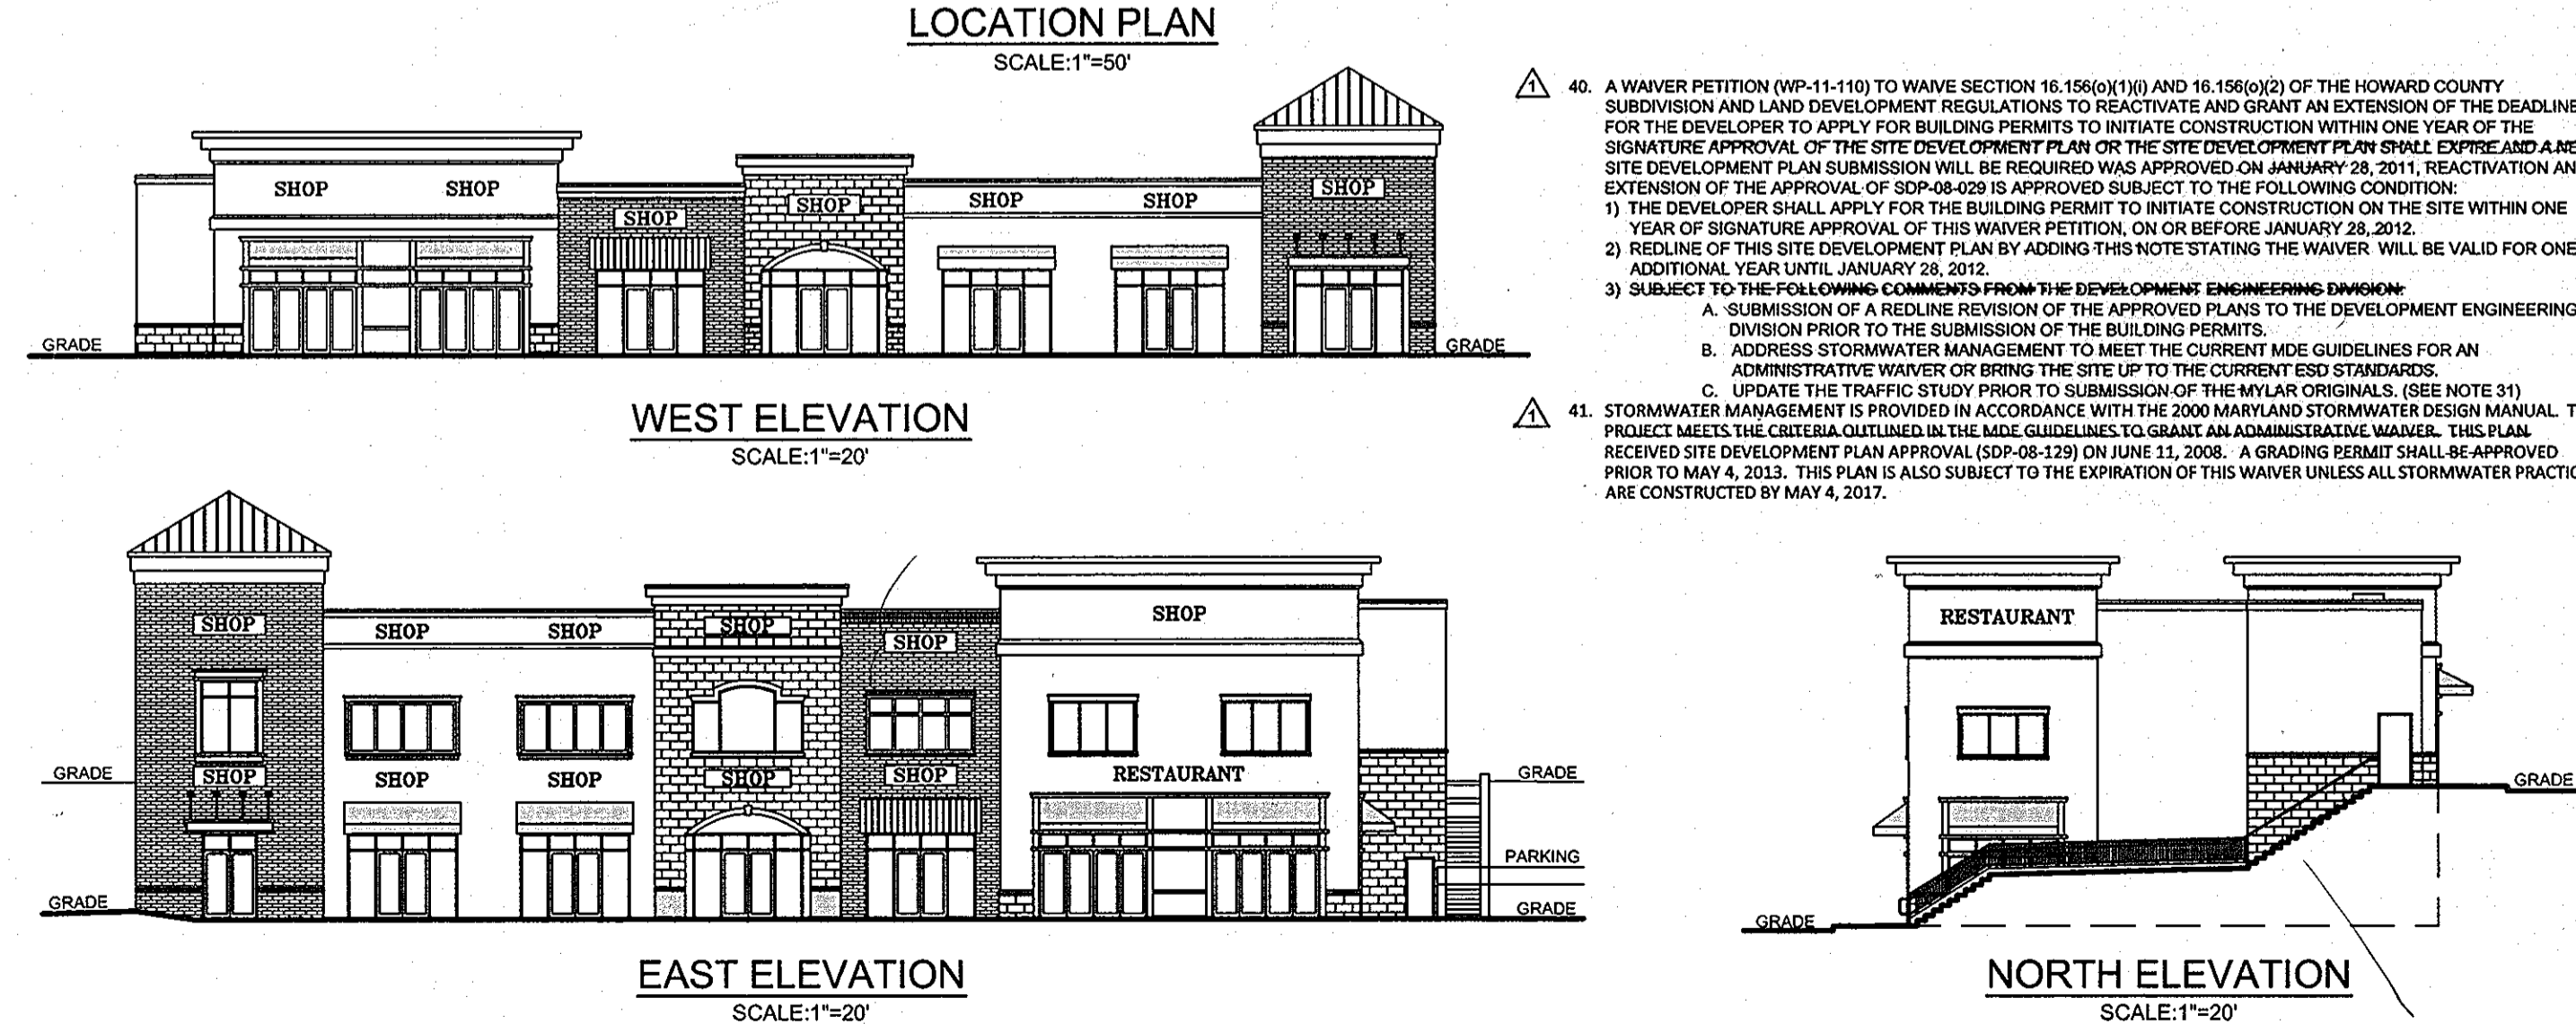 LOCATION PLAN
SCALE:1"=50'
SHOP SHOP SHOP SHOP SHOP SHOP SHOP
GRADE GRADE
WEST ELEVATION
SCALE:1"=20'
1 40. A WAIVER PETITION (WP-11-110) TO WAIVE SECTION 16.156(o)(1)(i) AND 16.156(o)(2) OF THE HOWARD COUNTY
SUBDIVISION AND LAND DEVELOPMENT REGULATIONS TO REACTIVATE AND GRANT AN EXTENSION OF THE DEADLINE
FOR THE DEVELOPER TO APPLY FOR BUILDING PERMITS TO INITIATE CONSTRUCTION WITHIN ONE YEAR OF THE
SIGNATURE APPROVAL OF THE SITE DEVELOPMENT PLAN OR THE SITE DEVELOPMENT PLAN SHALL EXPIRE AND A NE
SITE DEVELOPMENT PLAN SUBMISSION WILL BE REQUIRED WAS APPROVED ON JANUARY 28, 2011, REACTIVATION AN
EXTENSION OF THE APPROVAL OF SDP-08-029 IS APPROVED SUBJECT TO THE FOLLOWING CONDITION:
1) THE DEVELOPER SHALL APPLY FOR THE BUILDING PERMIT TO INITIATE CONSTRUCTION ON THE SITE WITHIN ONE
YEAR OF SIGNATURE APPROVAL OF THIS WAIVER PETITION, ON OR BEFORE JANUARY 28, 2012.
2) REDLINE OF THIS SITE DEVELOPMENT PLAN BY ADDING THIS NOTE STATING THE WAIVER WILL BE VALID FOR ONE
ADDITIONAL YEAR UNTIL JANUARY 28, 2012.
3) SUBJECT TO THE FOLLOWING COMMENTS FROM THE DEVELOPMENT ENGINEERING DIVISION:
A. SUBMISSION OF A REDLINE REVISION OF THE APPROVED PLANS TO THE DEVELOPMENT ENGINEERING
DIVISION PRIOR TO THE SUBMISSION OF THE BUILDING PERMITS.
B. ADDRESS STORMWATER MANAGEMENT TO MEET THE CURRENT MDE GUIDELINES FOR AN
ADMINISTRATIVE WAIVER OR BRING THE SITE UP TO THE CURRENT ESD STANDARDS.
C. UPDATE THE TRAFFIC STUDY PRIOR TO SUBMISSION OF THE MYLAR ORIGINALS. (SEE NOTE 31)
1 41. STORMWATER MANAGEMENT IS PROVIDED IN ACCORDANCE WITH THE 2000 MARYLAND STORMWATER DESIGN MANUAL. T
PROJECT MEETS THE CRITERIA OUTLINED IN THE MDE GUIDELINES TO GRANT AN ADMINISTRATIVE WAIVER. THIS PLAN
RECEIVED SITE DEVELOPMENT PLAN APPROVAL (SDP-08-129) ON JUNE 11, 2008. A GRADING PERMIT SHALL BE APPROVED
PRIOR TO MAY 4, 2013. THIS PLAN IS ALSO SUBJECT TO THE EXPIRATION OF THIS WAIVER UNLESS ALL STORMWATER PRACTIC
ARE CONSTRUCTED BY MAY 4, 2017.
SHOP SHOP SHOP SHOP SHOP SHOP
GRADE SHOP SHOP SHOP SHOP SHOP RESTAURANT GRADE
PARKING
GRADE GRADE
EAST ELEVATION
SCALE:1"=20'
RESTAURANT
GRADE
GRADE
NORTH ELEVATION
SCALE:1"=20'